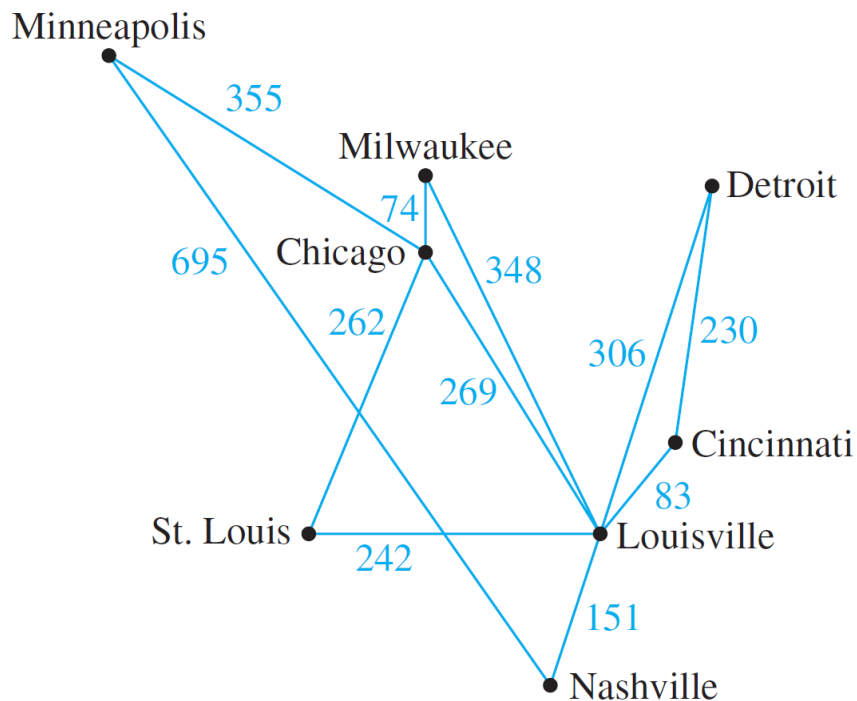 Minneapolis
355
Milwaukee
Detroit
74
Chicago
695
348
262
306
230
269
Cincinnati
83
St. Louis
Louisville
242
151
Nashville